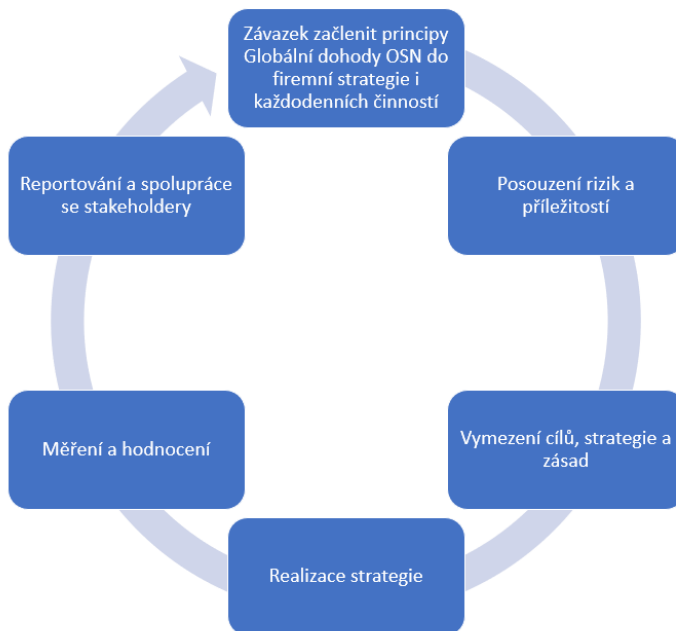 Závazek začlenit principy
Globální dohody OSN do
firemní strategie i
každodenních činností
Posouzení rizik a
příležitostí
Vymezení cílů, strategie a
zásad
Realizace strategie
Měření a hodnocení
Reportování a spolupráce
se stakeholdery